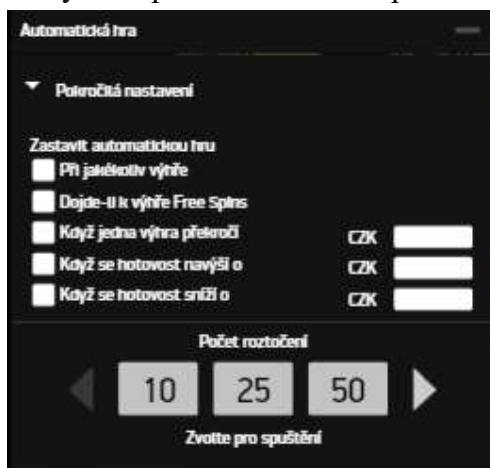 Automatická hra
Pokročilá nastavení
Zastavit automatickou hru
Při jakékoliv výhře
Dojde-li k výhře Free Spins
Když jedna výhra překročí CZK
Když se hotovost navýší o CZK
Když se hotovost sníží o CZK
Počet roztočení
10 25 50
Zvolte pro spuštění